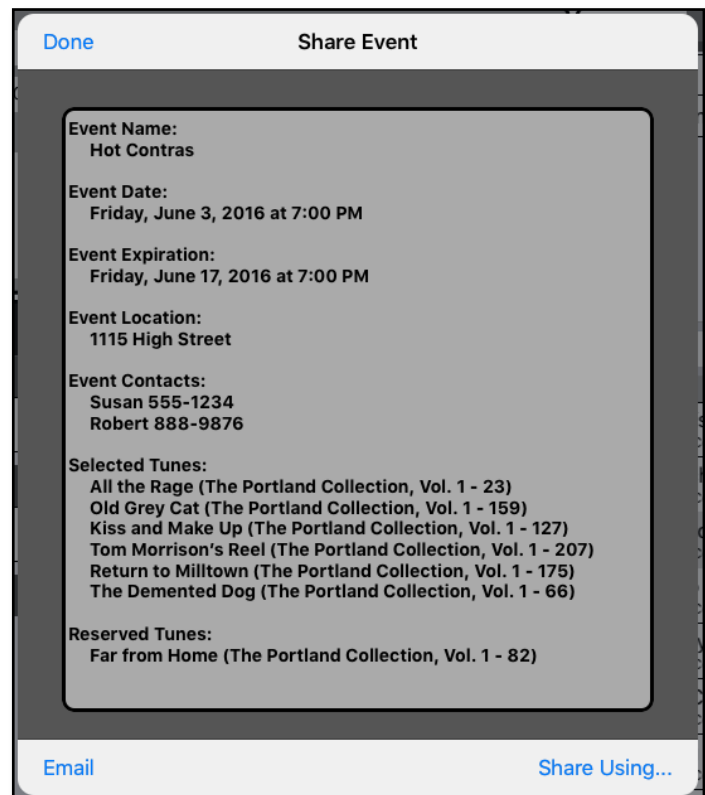 Done Share Event
Event Name:
Hot Contras
Event Date:
Friday, June 3, 2016 at 7:00 PM
Event Expiration:
Friday, June 17, 2016 at 7:00 PM
Event Location:
1115 High Street
Event Contacts:
Susan 555-1234
Robert 888-9876
Selected Tunes:
All the Rage (The Portland Collection, Vol. 1 - 23)
Old Grey Cat (The Portland Collection, Vol. 1 - 159)
Kiss and Make Up (The Portland Collection, Vol. 1 - 127)
Tom Morrison's Reel (The Portland Collection, Vol. 1 - 207)
Return to Milltown (The Portland Collection, Vol. 1 - 175)
The Demented Dog (The Portland Collection, Vol. 1 - 66)
Reserved Tunes:
Far from Home (The Portland Collection, Vol. 1 - 82)
Email Share Using...